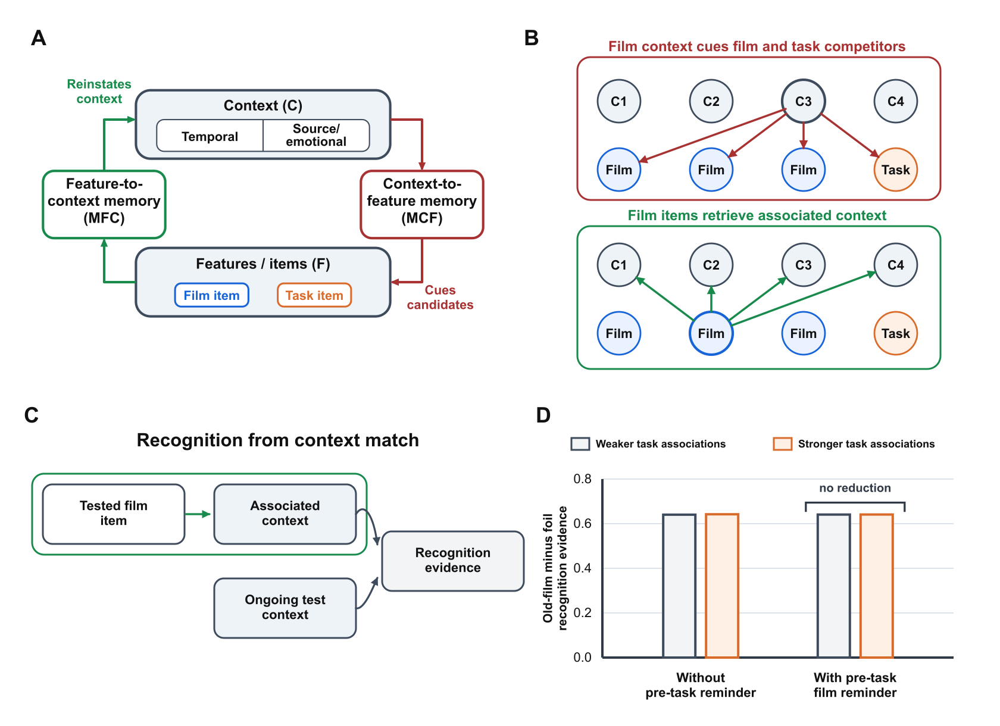 A
Reinstates
context
Context (C)
Temporal
Source/
emotional
Feature-to-
context memory
(MFC)
Context-to-
feature memory
(MCF)
Features / items (F)
Film item
Task item
Cues
candidates
B
Film context cues film and task competitors
C1
C2
C3
C4
Film
Film
Film
Task
Film items retrieve associated context
C1
C2
C3
C4
Film
Film
Film
Task
C
Recognition from context match
Tested film
item
Associated
context
Recognition
evidence
Ongoing test
context
D
Weaker task associations
Stronger task associations
Old-film minus foil
recognition evidence
0.8
0.6
0.4
0.2
0.0
no reduction
Without
pre-task reminder
With pre-task
film reminder